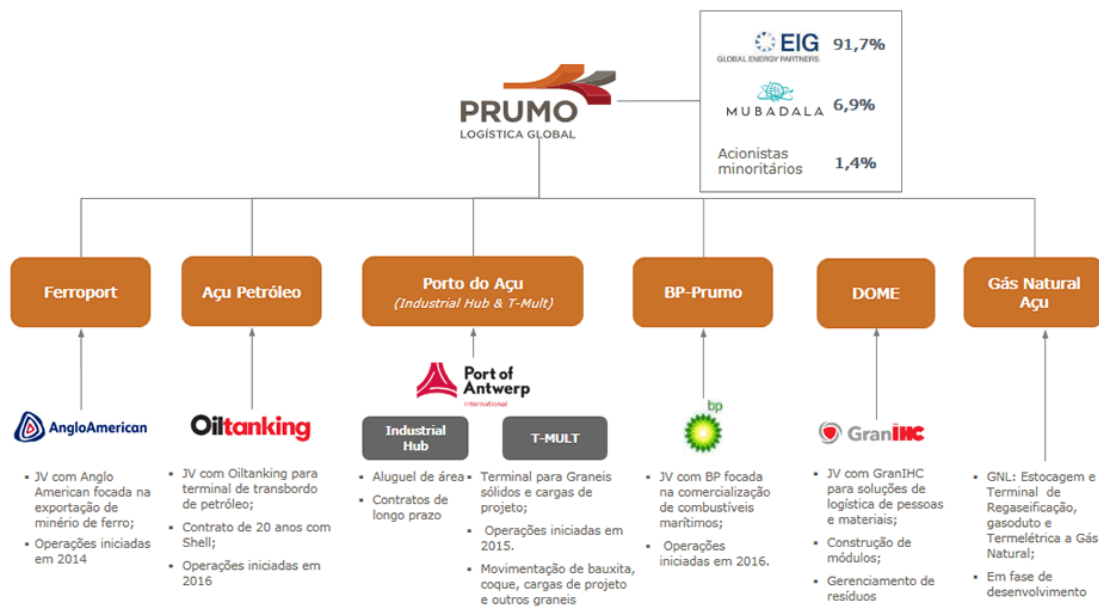 EIG
GLOBAL ENERGY PARTNERS
91,7%
MUBADALA
6,9%
Acionistas
minoritários
1,4%
PRUMO
LOGÍSTICA GLOBAL
Ferroport
Açu Petróleo
Porto do Açu
(Industrial Hub & T-Mult)
BP-Prumo
DOME
Gás Natural
Açu
AngloAmerican
▪ JV com Anglo
American focada na
exportação de
minério de ferro;
▪ Operações iniciadas
em 2014
Oiltanking
▪ JV com Oiltanking para
terminal de transbordo
de petróleo;
▪ Contrato de 20 anos com
Shell;
▪ Operações iniciadas em
2016
Port of
Antwerp
International
Industrial
Hub
▪ Aluguel de área
▪ Contratos de
longo prazo
T-MULT
▪ Terminal para Graneis
sólidos e cargas de
projeto;
▪ Operações iniciadas em
2015.
▪ Movimentação de bauxita,
coque, cargas de projeto
e outros graneis
bp
▪ JV com BP focada
na comercialização
de combustíveis
marítimos;
▪ Operações
iniciadas em 2016.
GranIHC
▪ JV com GranIHC
para soluções de
logística de pessoas
e materiais;
▪ Construção de
módulos;
▪ Gerenciamento de
resíduos
▪ GNL: Estocagem e
Terminal de
Regaseificação,
gasoduto e
Termelétrica a Gás
Natural;
▪ Em fase de
desenvolvimento